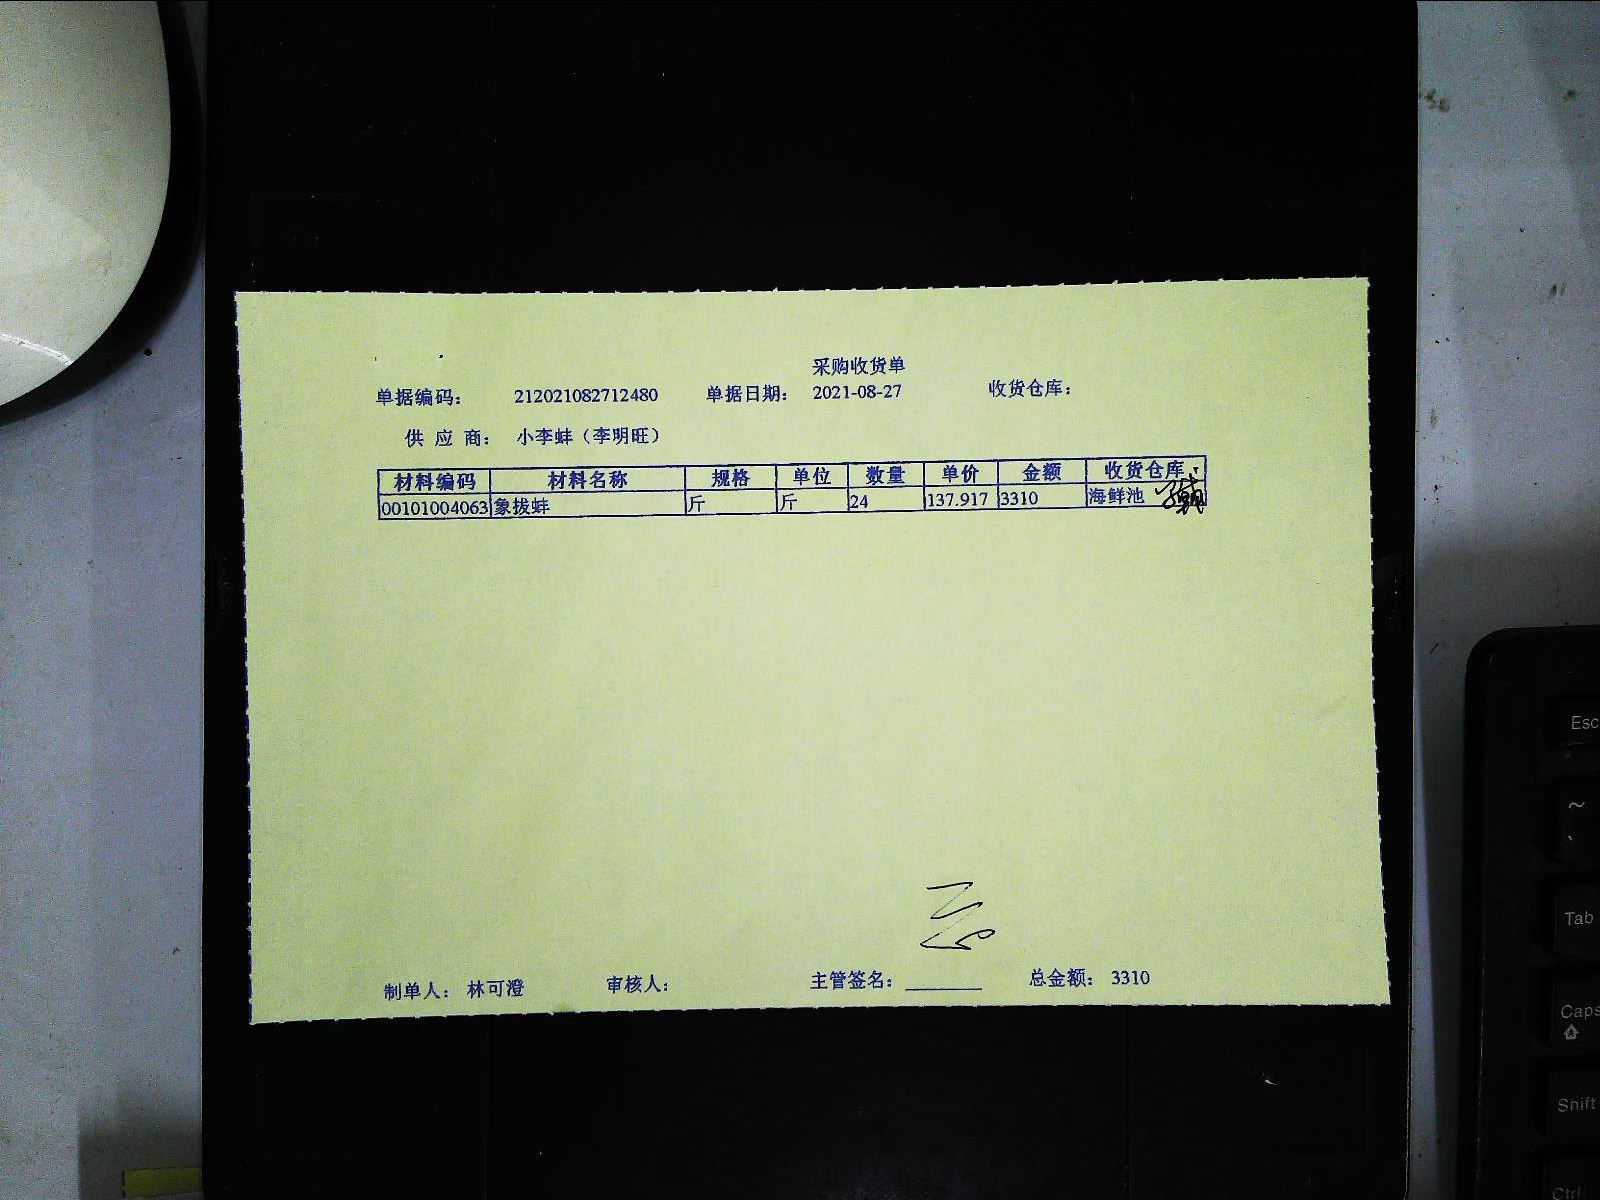 采购收货单
单据编码： 212021082712480 单据日期： 2021-08-27 收货仓库：
供 应 商： 小李蚌（李明旺）
材料编码 材料名称 规格 单位 数量 单价 金额 收货仓库
00101004063 象拔蚌 斤 斤 24 137.917 3310 海鲜池
制单人： 林可澄 审核人： 主管签名： ________ 总金额： 3310
Esc
~
Tab
Caps
Shift
Ctrl